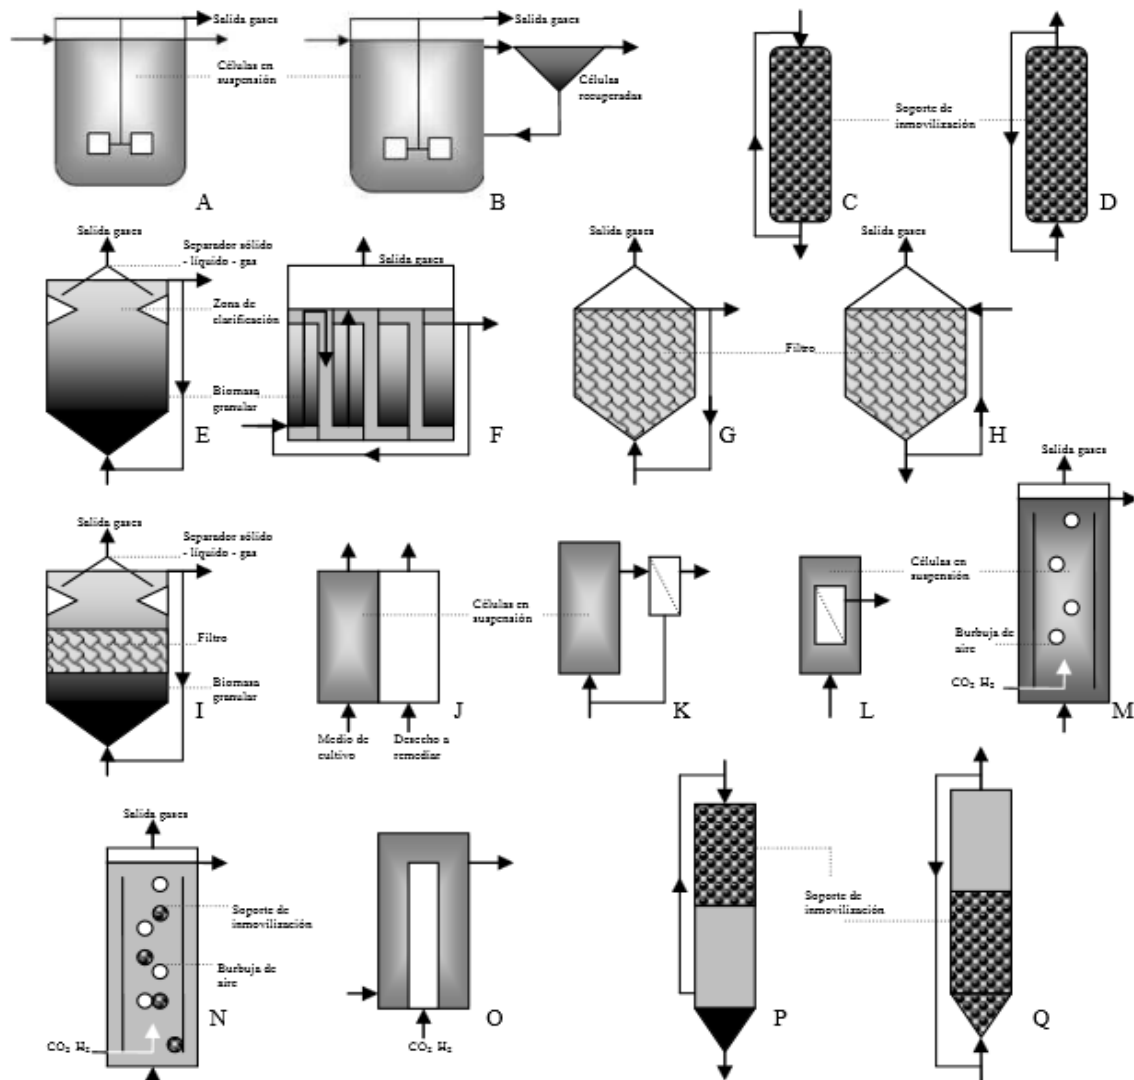 Salida gases
Salida gases
Células en
suspensión
Células
recuperadas
Soporte de
inmovilización
A
B
C
D
Salida gases
Separador sólido
- líquido - gas
Salida gases
Salida gases
Salida gases
Zona de
clarificación
Filtro
Biomasa
granular
E
F
G
H
Salida gases
Salida gases
Separador sólido
- líquido - gas
Células en
suspensión
Células en
suspensión
Filtro
Burbuja de
aire
Biomasa
granular
CO₂ H₂
I
J
K
L
M
Medio de
cultivo
Desecho a
remediar
Salida gases
Soporte de
inmovilización
Soporte de
inmovilización
Burbuja de
aire
N
O
P
Q
CO₂ H₂
CO₂ H₂